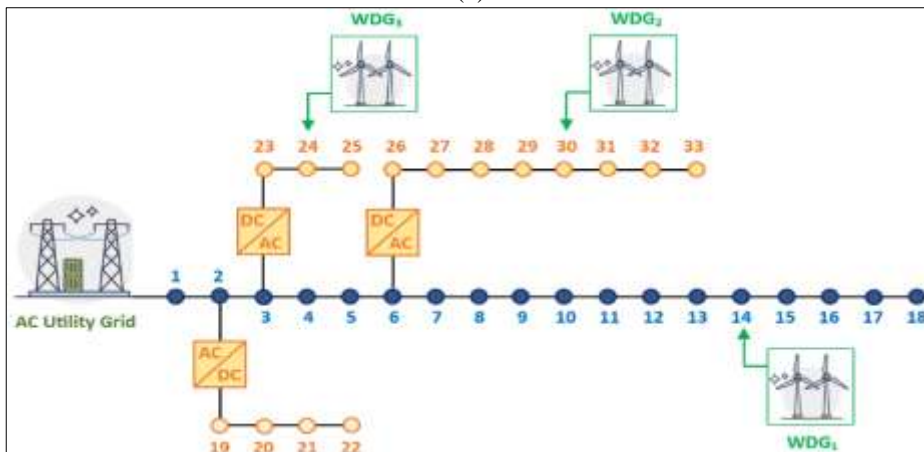 WDG₃
WDG₂
23 24 25 26 27 28 29 30 31 32 33
DC
AC
DC
AC
1 2
3 4 5 6 7 8 9 10 11 12 13 14 15 16 17 18
AC Utility Grid
AC
DC
WDG₁
19 20 21 22